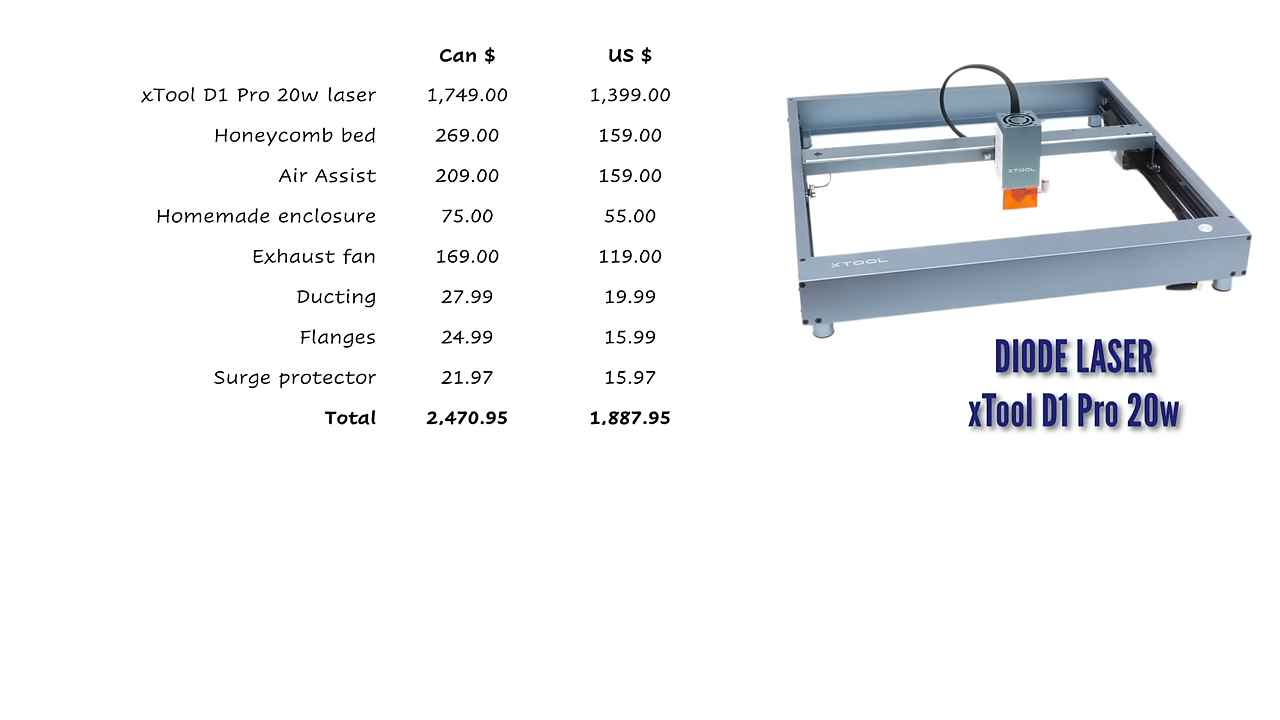 Can $ US $
xTool D1 Pro 20w laser 1,749.00 1,399.00
Honeycomb bed 269.00 159.00
Air Assist 209.00 159.00
Homemade enclosure 75.00 55.00
Exhaust fan 169.00 119.00
Ducting 27.99 19.99
Flanges 24.99 15.99
Surge protector 21.97 15.97
Total 2,470.95 1,887.95
XTOOL
XTOOL
DIODE LASER
xTool D1 Pro 20w